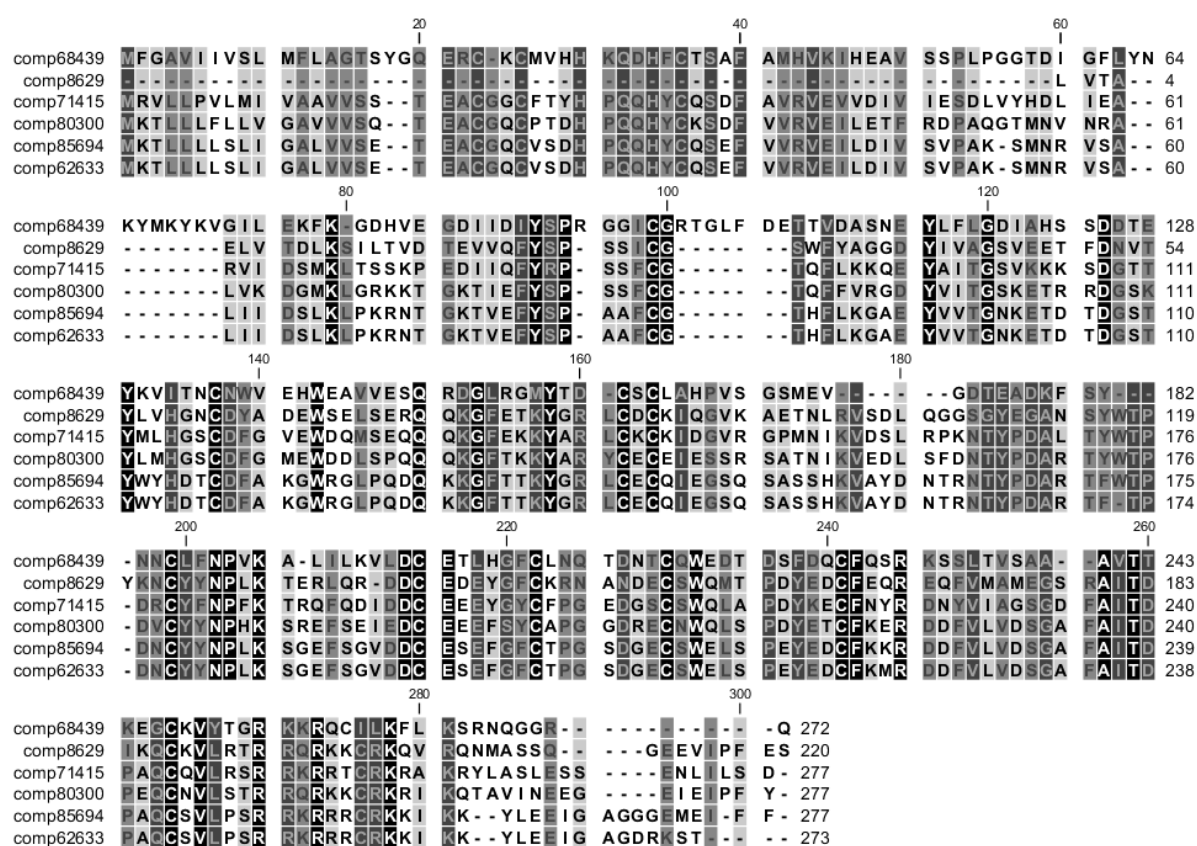 20 40 60
comp68439 MFGAVIIVSL MFLAGTSYGQ ERC-KCMVHH KQDHFCTSAF AMHVKIHEAV SSPLPGGTDI GFLYN 64
comp8629 ---------- ---------- ---------- ---------- ---------- ---------L VTA-- 4
comp71415 MRVLLPVLMI VAAVVSS--T EACGGCFTYH PQQHYCQSDF AVRVEVVDIV IESDLVYHDL IEA-- 61
comp80300 MKTLLLFLLV GAVVVSQ--T EACGQCPTDH PQQHYCKSDF VVRVEILETF RDPAQGTMNV NRA-- 61
comp85694 MKTLLLLSLI GALVVSE--T EACGQCVSDH PQQHYCQSEF VVRVEILDIV SVPAK-SMNR VSA-- 60
comp62633 MKTLLLLSLI GALVVSE--T EACGQCVSDH PQQHYCQSEF VVRVEILDIV SVPAK-SMNR VSA-- 60
80 100 120
comp68439 KYMKYKVGIL EKFK-GDHVE GDIIDIYSPR GGICGRTGLF DETTVDASNE YLFLGDIAHS SDDTE 128
comp8629 -------ELV TDLKSILTVD TEVVQFYSP- SSICG----- --SWFYAGGD YIVAGSVEET FDNVT 54
comp71415 -------RVI DSMKLTSSKP EDIIQFYRP- SSFCG----- --TQFLKKQE YAITGSVKKK SDGTT 111
comp80300 -------LVK DGMKLGRKKT GKTIEFYSP- SSFCG----- --TQFFVRGD YVITGSKETR RDGSK 111
comp85694 -------LII DSLKLPKRNT GKTVEFYSP- AAFCG----- --THFLKGAE YVVTGNKETD TDGST 110
comp62633 -------LII DSLKLPKRNT GKTVEFYSP- AAFCG----- --THFLKGAE YVVTGNKETD TDGST 110
140 160 180
comp68439 YKVITNCNWV EHWEAVVESQ RDGLRGMYTD -CSCLAHPVS GSMEV----- -GDTEADKF SY--- 182
comp8629 YLVHGNCDYA DEWSELSERQ QKGFETKYGR LCDCKIQGVK AETNLRVSDL QGGSGYEGAN SYWTP 119
comp71415 YMLHGSCDFG VEWDQMSEQQ QKGFEKKYAR LCKCKIDGVR GPMNIKVDSL RPKNTYPDAL TYWTP 176
comp80300 YLMHGSCDFG MEWDDLSPQQ QKGFTKKYAR YCECEIESSR SATNIKVEDL SFDNTYPDAR TYWTP 176
comp85694 YWYHDTCDFA KGWRGLPQDQ KKGFTTKYGR LCECQIEGSQ SASSHKVAYD NTRNTYPDAR TFWTP 175
comp62633 YWYHDTCDFA KGWRGLPQDQ KKGFTTKYGR LCECQIEGSQ SASSHKVAYD NTRNTYPDAR TF-TP 174
200 220 240 260
comp68439 -NNCLFNPVK A-LILKVLDC ETLHGFCLNQ TDNTCQWEDT DSFDQCFQSR KSSLTVSAA- -AVTT 243
comp8629 YKNCYYNPLK TERLQR-DDC EDEYGFCKRN ANDECSWQMT PDYEDCFEQR EQFVMAMEGS RAITD 183
comp71415 -DRCYFNPFK TRQFQDIDDC EEEYGYCFPG EDGSCSWQLA PDYKECFNYR DNYVIAGSGD FAITD 240
comp80300 -DVCYYNPHK SREFSEIEDC EEEFSYCAPG GDRECNWQLS PDYETCFKER DDFVLVDSGD FAITD 240
comp85694 -DNCYYNPLK SGEFSGVDDC ESEFGFCTPG SDGECSWELS PEYEDCFKKR DDFVLVDSGA FAITD 239
comp62633 -DNCYYNPLK SGEFSGVDDC ESEFGFCTPG SDGECSWELS PEYEDCFKMR DDFVLVDSGA FAITD 238
280 300
comp68439 KEGCKVYTGR KKRQCILKFL KSRNQGGR-- ---------- -Q 272
comp8629 IKQCKVLRTR RQRKKCRKQV RQNMASSQ-- ---GEEVIPF ES 220
comp71415 PAQCQVLRSR RKRRTCRKRA KRYLASLESS ----ENLILS D- 277
comp80300 PEQCNVLSTR RQRKKCRKRI KQTAVINEEG ----EIEIPF Y- 277
comp85694 PAQCSVLPSR RKRRRCRKKI KK--YLEEIG AGGGEMEI-F F- 277
comp62633 PAQCSVLPSR RKRRRCRKKI KK--YLEEIG AGDRKST--- -- 273